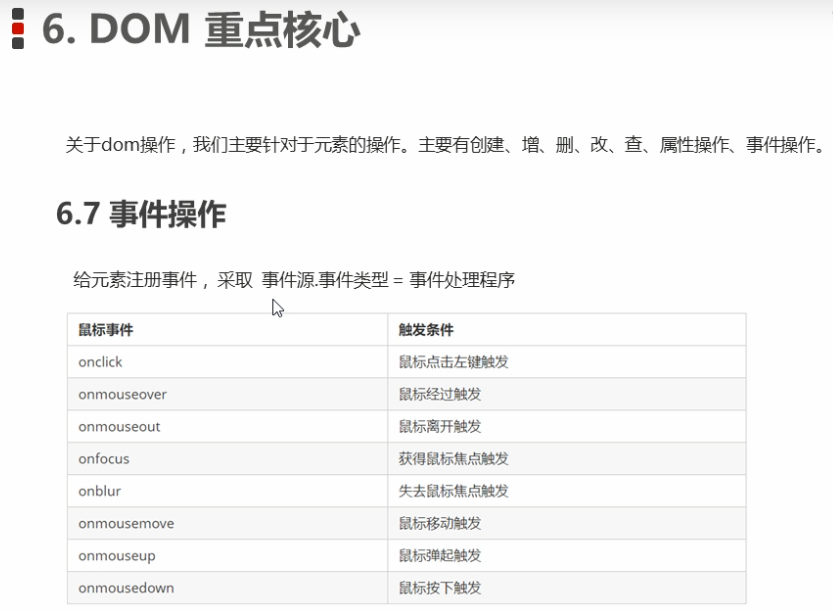 6. DOM 重点核心
关于dom操作，我们主要针对于元素的操作。主要有创建、增、删、改、查、属性操作、事件操作。
6.7 事件操作
给元素注册事件， 采取 事件源.事件类型 = 事件处理程序
鼠标事件 触发条件
onclick 鼠标点击左键触发
onmouseover 鼠标经过触发
onmouseout 鼠标离开触发
onfocus 获得鼠标焦点触发
onblur 失去鼠标焦点触发
onmousemove 鼠标移动触发
onmouseup 鼠标弹起触发
onmousedown 鼠标按下触发